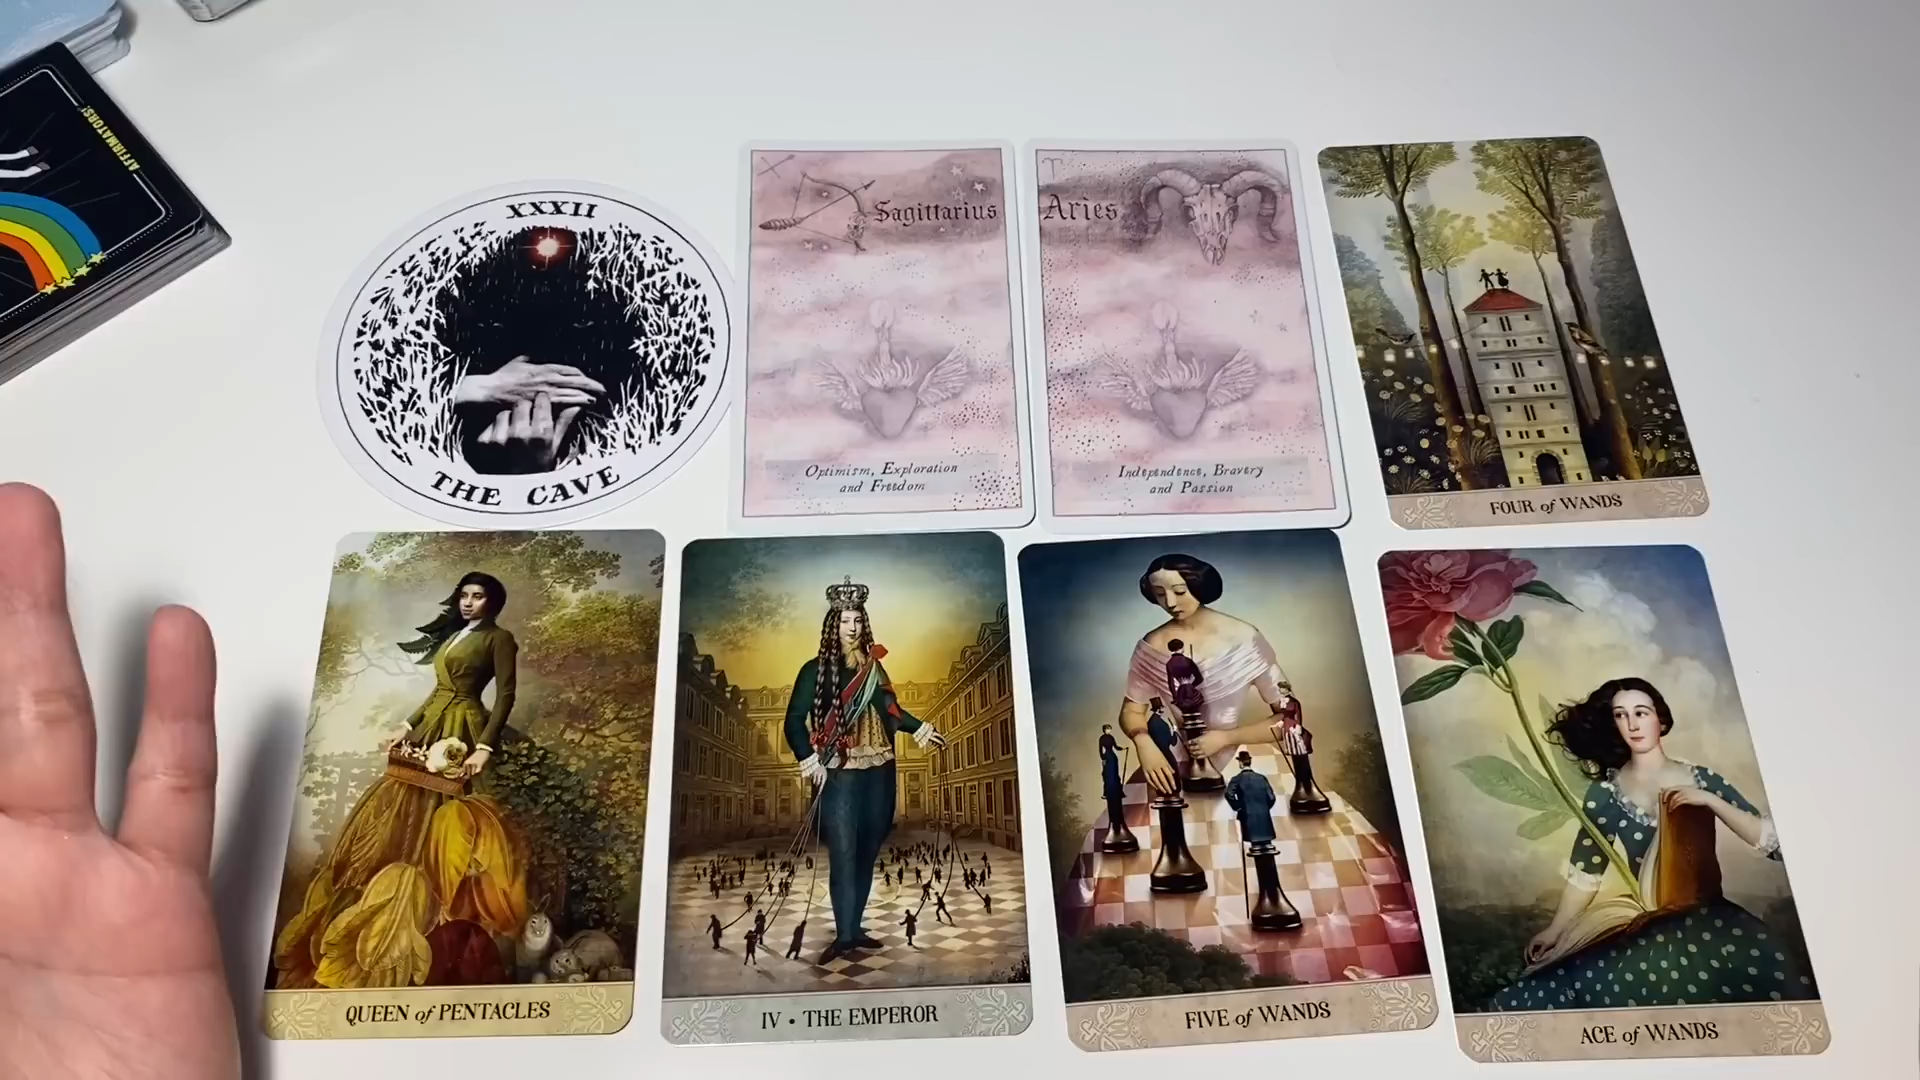 AFFIRMATORS!
XXXII
THE CAVE
Sagittarius
Optimism, Exploration
and Freedom
Aries
Independence, Bravery
and Passion
FOUR of WANDS
QUEEN of PENTACLES
IV • THE EMPEROR
FIVE of WANDS
ACE of WANDS